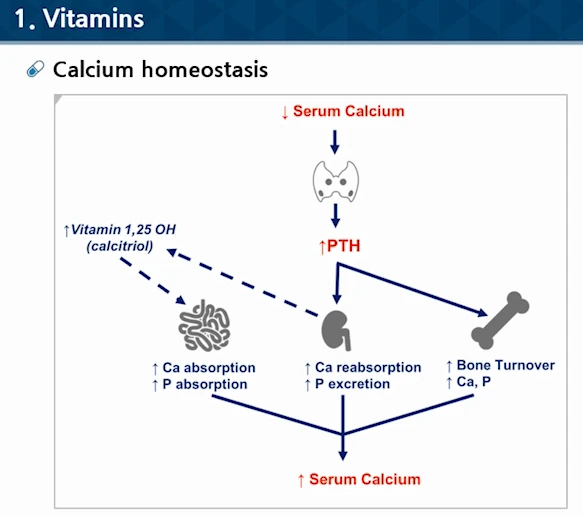 1. Vitamins
Calcium homeostasis
↓ Serum Calcium
↑PTH
↑Vitamin 1,25 OH
(calcitriol)
↑ Ca absorption
↑ P absorption
↑ Ca reabsorption
↑ P excretion
↑ Bone Turnover
↑ Ca, P
↑ Serum Calcium